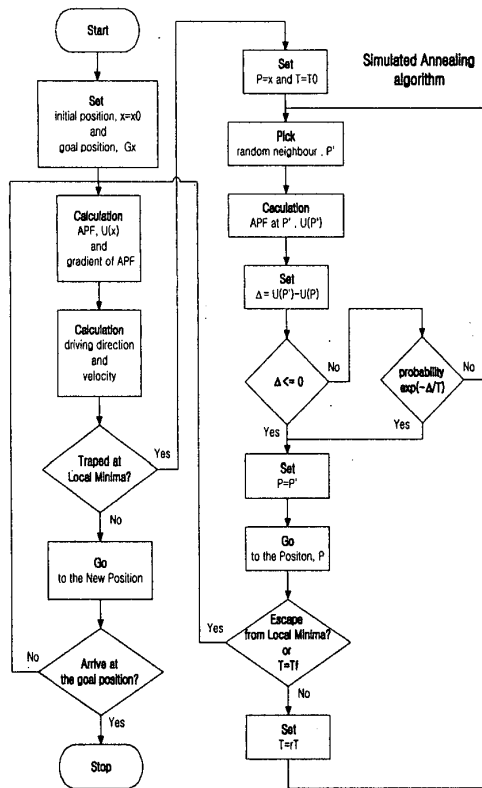 Start
Set
initial position, x=x0
and
goal position, Gx
Calculation
APF, U(x)
and
gradient of APF
Calculation
driving direction
and
velocity
Traped at
Local Minima?
Yes
No
Go
to the New Position
Arrive at
the goal position?
No
Yes
Stop
Simulated Annealing
algorithm
Set
P=x and T=T0
Pick
random neighbour , P'
Caculation
APF at P' , U(P')
Set
Δ = U(P')-U(P)
Δ <= 0
No
Yes
probability
exp(-Δ/T)
No
Yes
Set
P=P'
Go
to the Positon, P
Escape
from Local Minima?
or
T=Tf
Yes
No
Set
T=rT